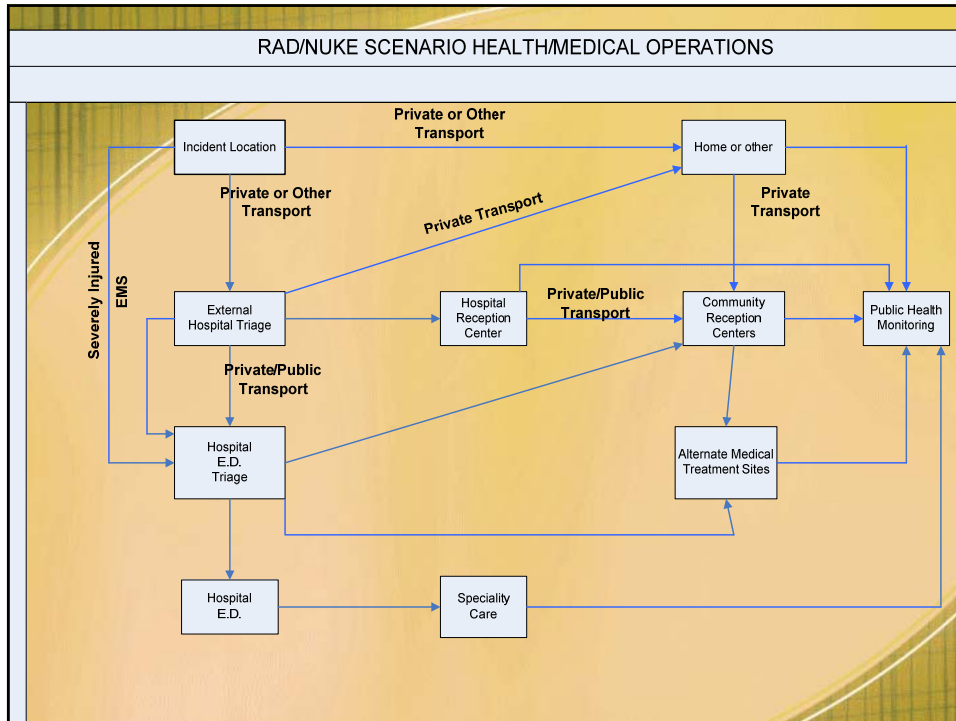 RAD/NUKE SCENARIO HEALTH/MEDICAL OPERATIONS
Private or Other
Transport
Incident Location
Home or other
Private or Other
Transport
Private Transport
Private
Transport
Severely Injured
EMS
External
Hospital Triage
Hospital
Reception
Center
Private/Public
Transport
Community
Reception
Centers
Public Health
Monitoring
Private/Public
Transport
Hospital
E.D.
Triage
Alternate Medical
Treatment Sites
Hospital
E.D.
Speciality
Care